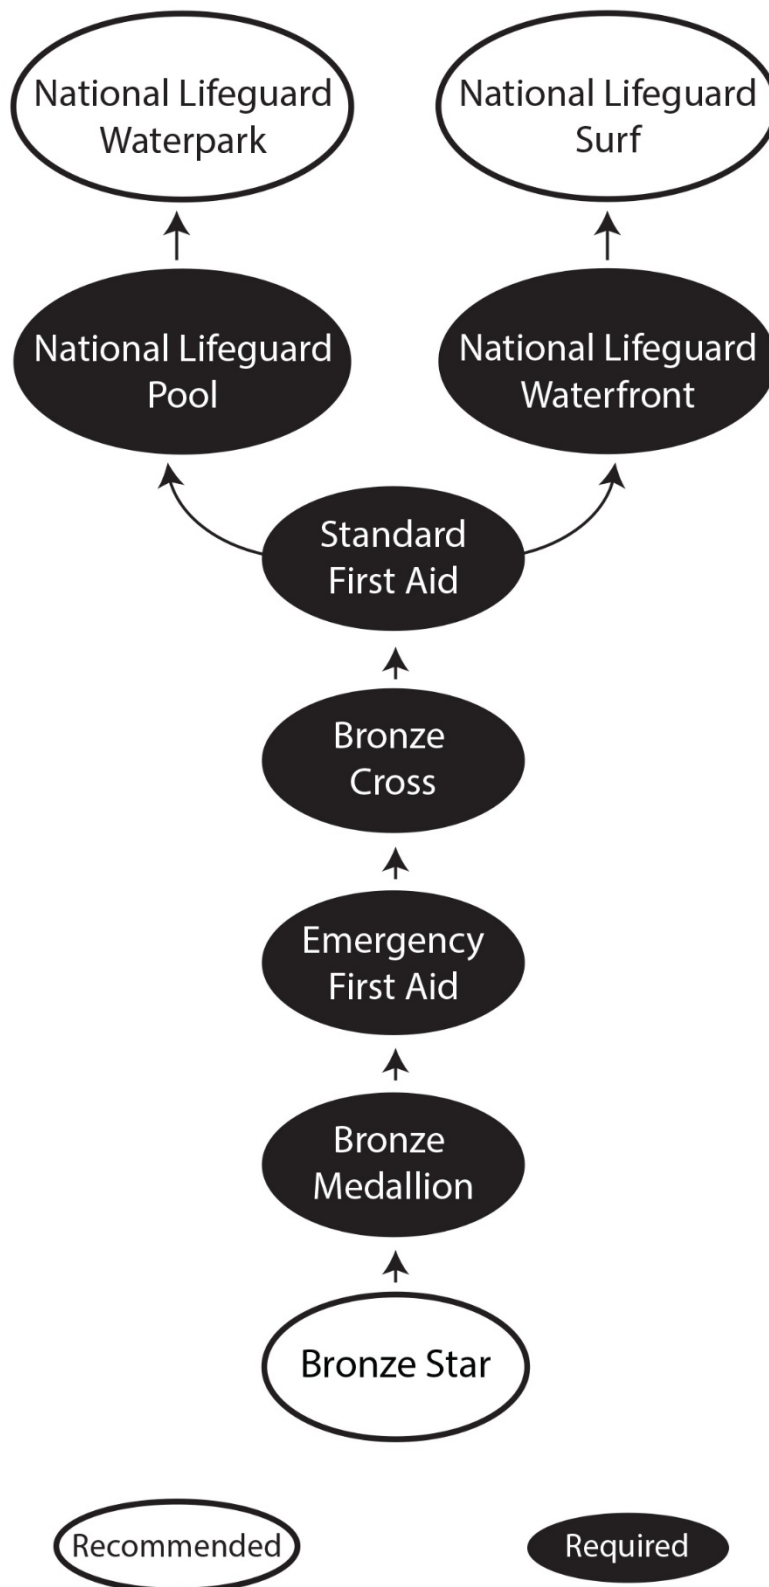 National Lifeguard
Waterpark
National Lifeguard
Surf
National Lifeguard
Pool
National Lifeguard
Waterfront
Standard
First Aid
Bronze
Cross
Emergency
First Aid
Bronze
Medallion
Bronze Star
Recommended
Required